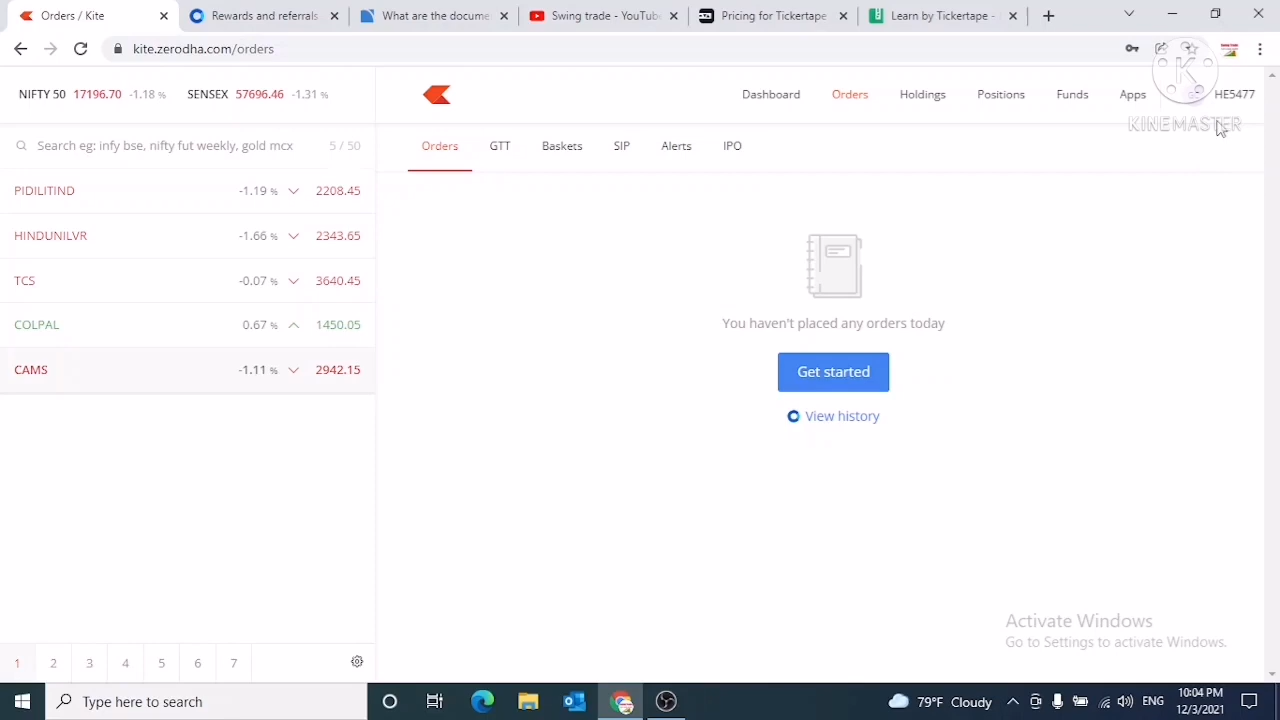 Orders / Kite
Rewards and referrals
What are docume
Swing trade - YouTub
Pricing for Tickertape
Learn by Tickertape -
kite.zerodha.com/orders
NIFTY 50 17196.70 -1.18 % SENSEX 57696.46 -1.31 %
Dashboard Orders Holdings Positions Funds Apps HE5477
KINEMASTER
Search eg: infy bse, nifty fut weekly, gold mcx 5 / 50
Orders GTT Baskets SIP Alerts IPO
PIDILITIND -1.19 % 2208.45
HINDUNILVR -1.66 % 2343.65
TCS -0.07 % 3640.45
COLPAL 0.67 % 1450.05
CAMS -1.11 % 2942.15
You haven't placed any orders today
Get started
View history
Activate Windows
Go to Settings to activate Windows.
1 2 3 4 5 6 7
Type here to search
79°F Cloudy
ENG
10:04 PM
12/3/2021